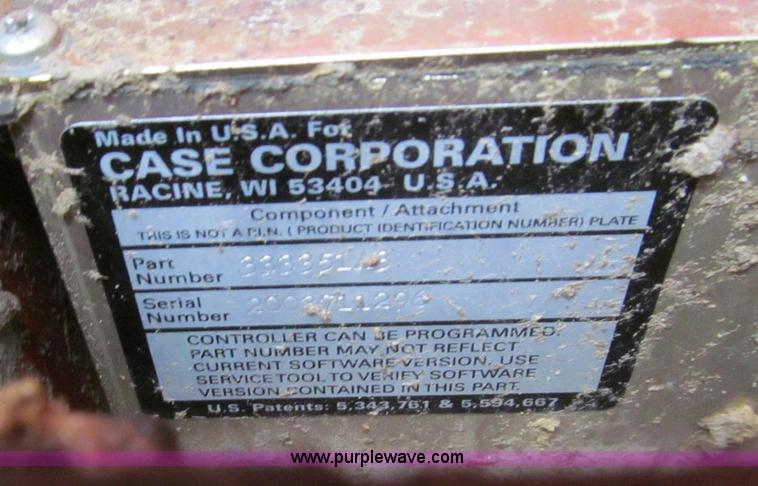 Made In U.S.A. For
CASE CORPORATION
RACINE, WI 53404 U.S.A.
Component / Attachment
THIS IS NOT A P.I.N. ( PRODUCT IDENTIFICATION NUMBER) PLATE
Part
Number
Serial
Number
CONTROLLER CAN BE PROGRAMMED.
PART NUMBER MAY NOT REFLECT
CURRENT SOFTWARE VERSION. USE
SERVICE TOOL TO VERIFY SOFTWARE
VERSION CONTAINED IN THIS PART.
U.S. Patents: 5,343,761 & 5,594,667
www.purplewave.com